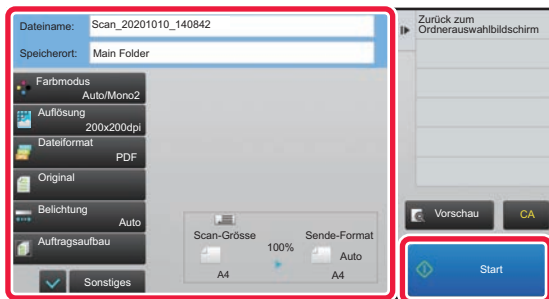 Dateiname: Scan_20201010_140842
Speicherort: Main Folder
Farbmodus
Auto/Mono2
Auflösung
200x200dpi
Dateiformat
PDF
Original
Belichtung
Auto
Auftragsaufbau
Sonstiges
Scan-Grösse
A4
100%
Sende-Format
Auto
A4
Zurück zum
Ordnerauswahlbildschirm
Vorschau
CA
Start